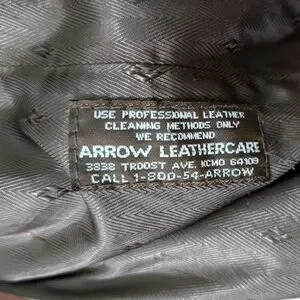 USE PROFESSIONAL LEATHER
CLEANING METHODS ONLY
WE RECOMMEND
ARROW LEATHERCARE
3838 TROOST AVE. KCMO 64109
CALL 1-800-54-ARROW